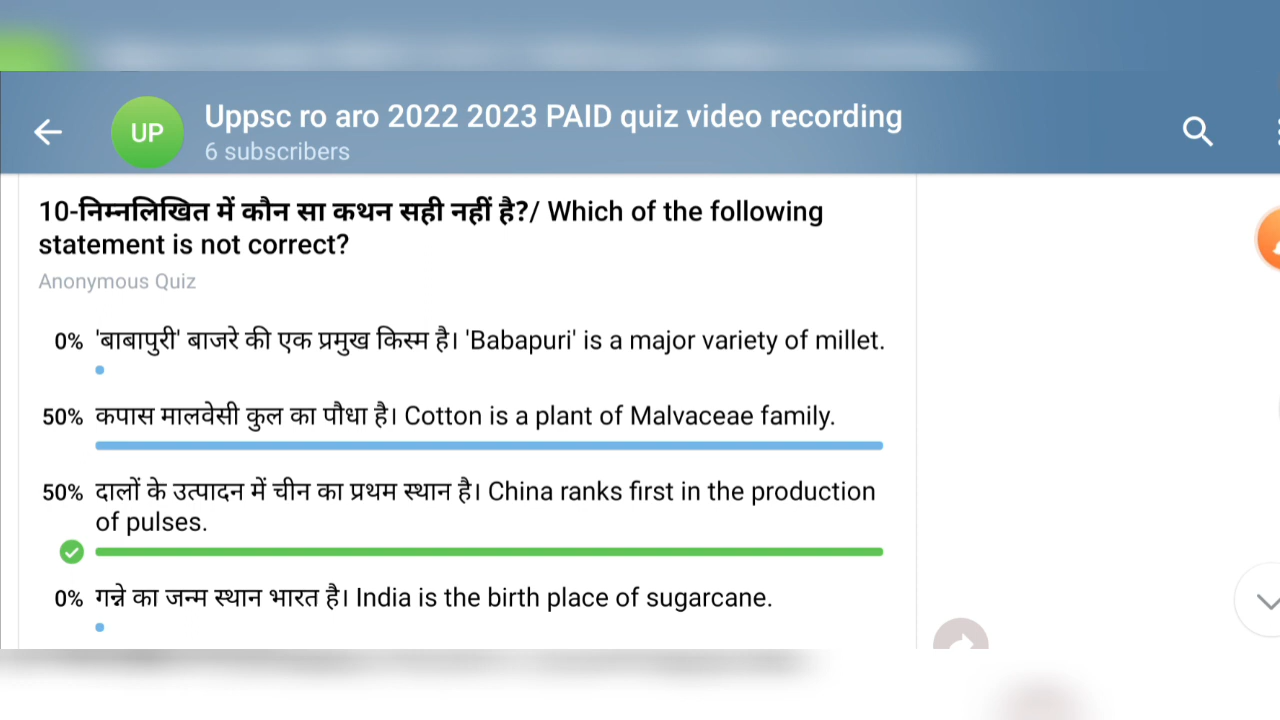 UP
Uppsc ro aro 2022 2023 PAID quiz video recording
6 subscribers
10-निम्नलिखित में कौन सा कथन सही नहीं है?/ Which of the following
statement is not correct?
Anonymous Quiz
0% 'बाबापुरी' बाजरे की एक प्रमुख किस्म है। 'Babapuri' is a major variety of millet.
50% कपास मालवेसी कुल का पौधा है। Cotton is a plant of Malvaceae family.
50% दालों के उत्पादन में चीन का प्रथम स्थान है। China ranks first in the production
of pulses.
0% गन्ने का जन्म स्थान भारत है। India is the birth place of sugarcane.